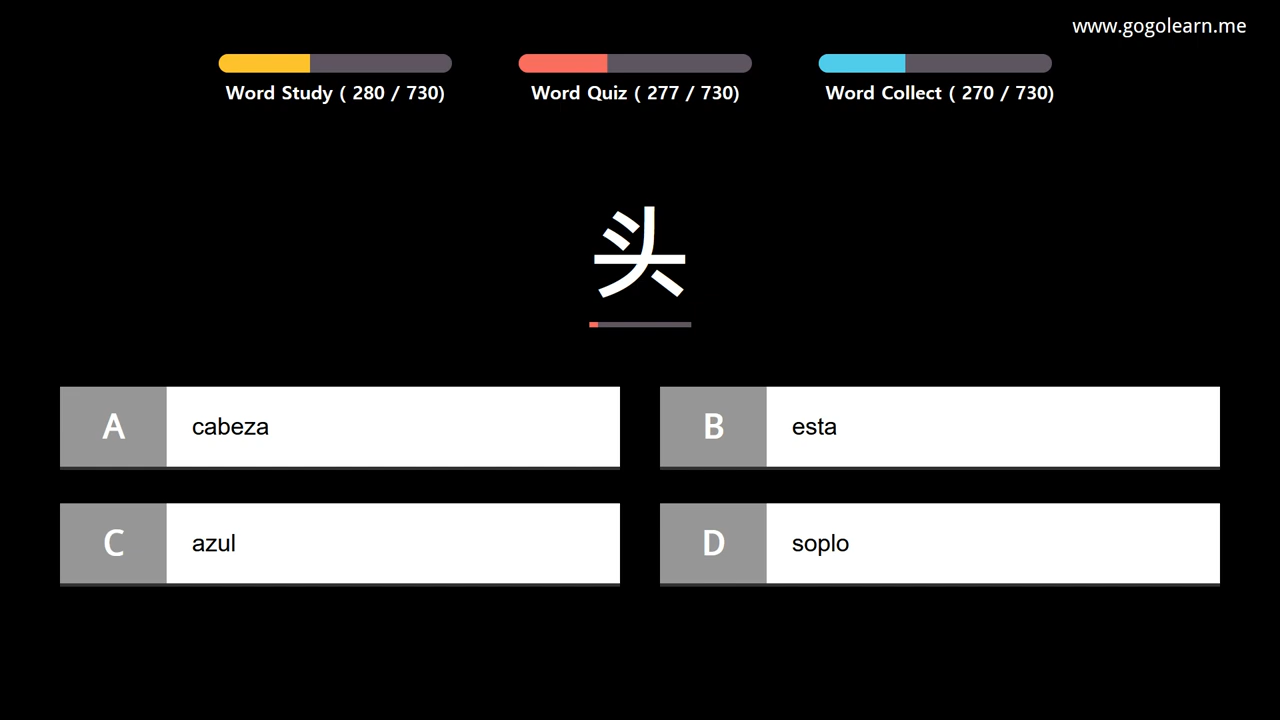 www.gogolearn.me
Word Study ( 280 / 730)
Word Quiz ( 277 / 730)
Word Collect ( 270 / 730)
头
A cabeza
B esta
C azul
D soplo